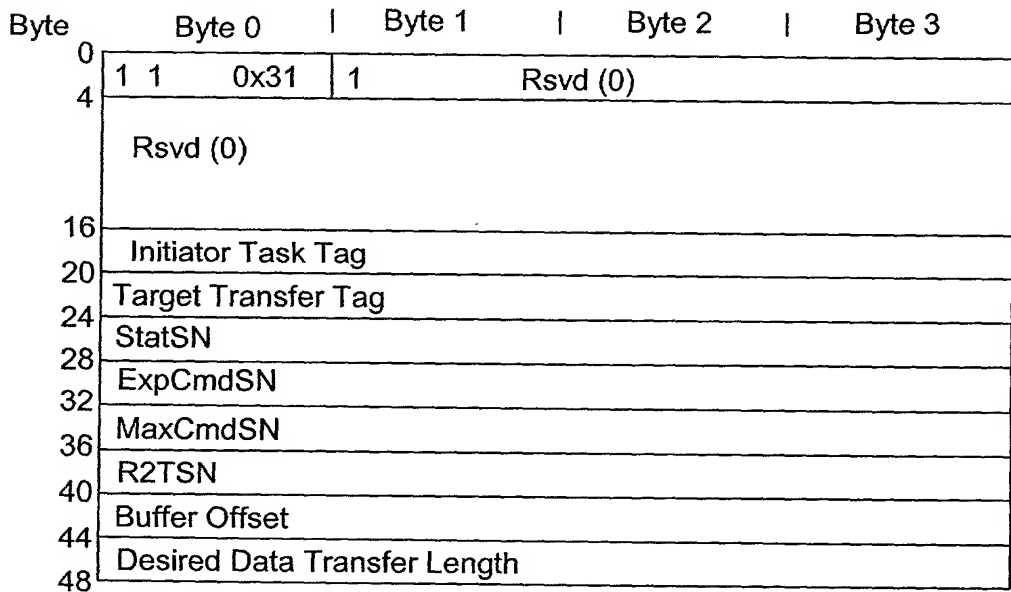 Byte Byte 0 | Byte 1 | Byte 2 | Byte 3
0
1 1 0x31 1 Rsvd (0)
4
Rsvd (0)
16
Initiator Task Tag
20
Target Transfer Tag
24
StatSN
28
ExpCmdSN
32
MaxCmdSN
36
R2TSN
40
Buffer Offset
44
Desired Data Transfer Length
48